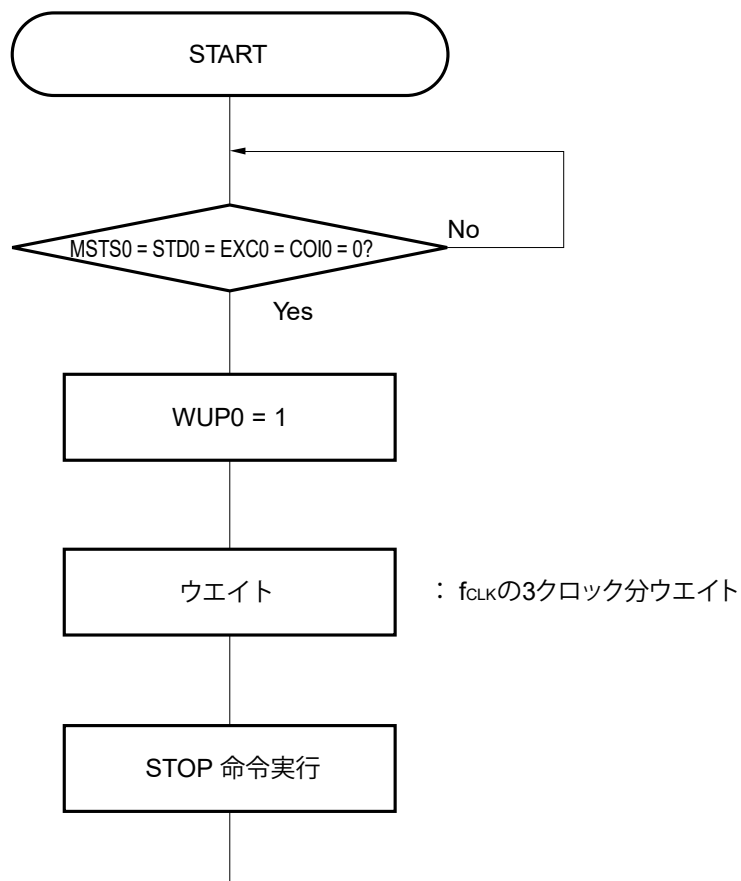 START
MSTS0 = STD0 = EXC0 = COI0 = 0?
No
Yes
WUP0 = 1
ウエイト
: fCLKの3クロック分ウエイト
STOP 命令実行